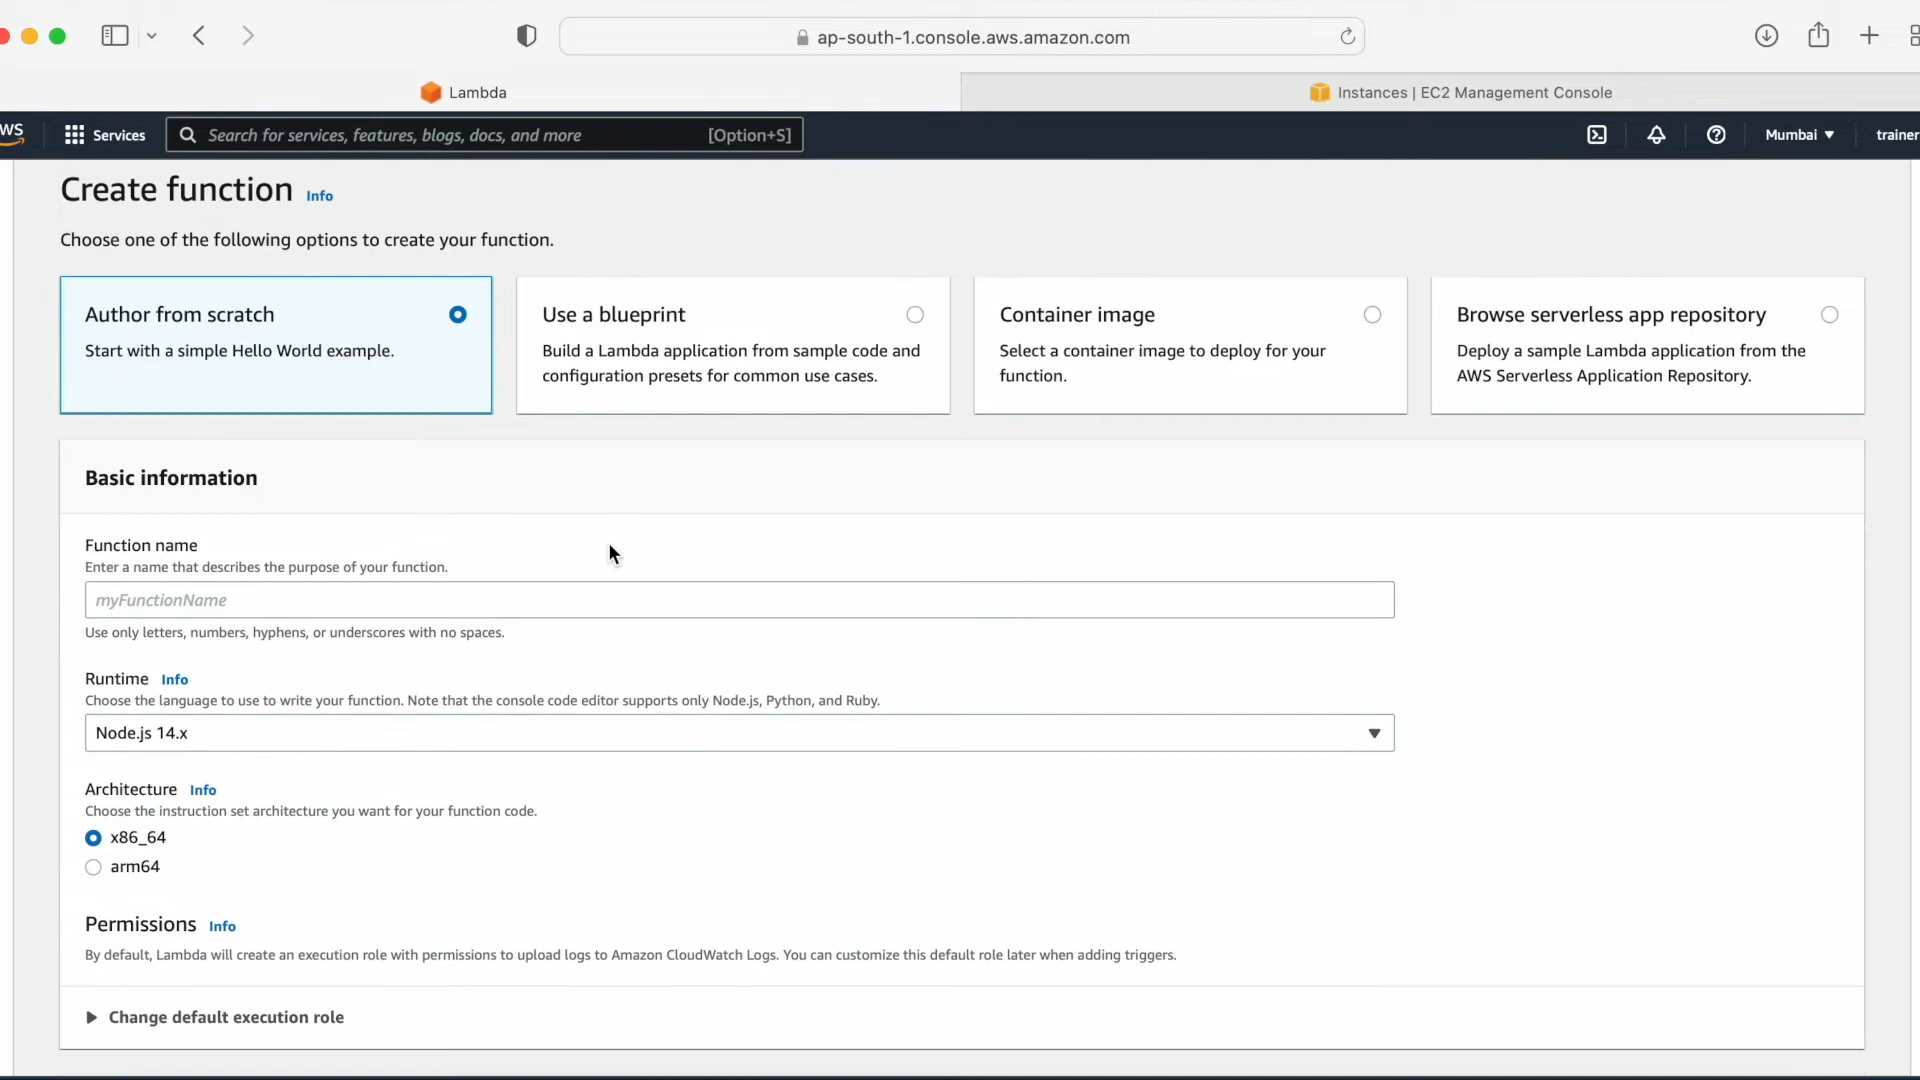 ap-south-1.console.aws.amazon.com
Lambda
Instances | EC2 Management Console
Services
Search for services, features, blogs, docs, and more
[Option+S]
Mumbai
trainer
Create function Info
Choose one of the following options to create your function.
Author from scratch
Start with a simple Hello World example.
Use a blueprint
Build a Lambda application from sample code and
configuration presets for common use cases.
Container image
Select a container image to deploy for your
function.
Browse serverless app repository
Deploy a sample Lambda application from the
AWS Serverless Application Repository.
Basic information
Function name
Enter a name that describes the purpose of your function.
myFunctionName
Use only letters, numbers, hyphens, or underscores with no spaces.
Runtime Info
Choose the language to use to write your function. Note that the console code editor supports only Node.js, Python, and Ruby.
Node.js 14.x
Architecture Info
Choose the instruction set architecture you want for your function code.
x86_64
arm64
Permissions Info
By default, Lambda will create an execution role with permissions to upload logs to Amazon CloudWatch Logs. You can customize this default role later when adding triggers.
Change default execution role